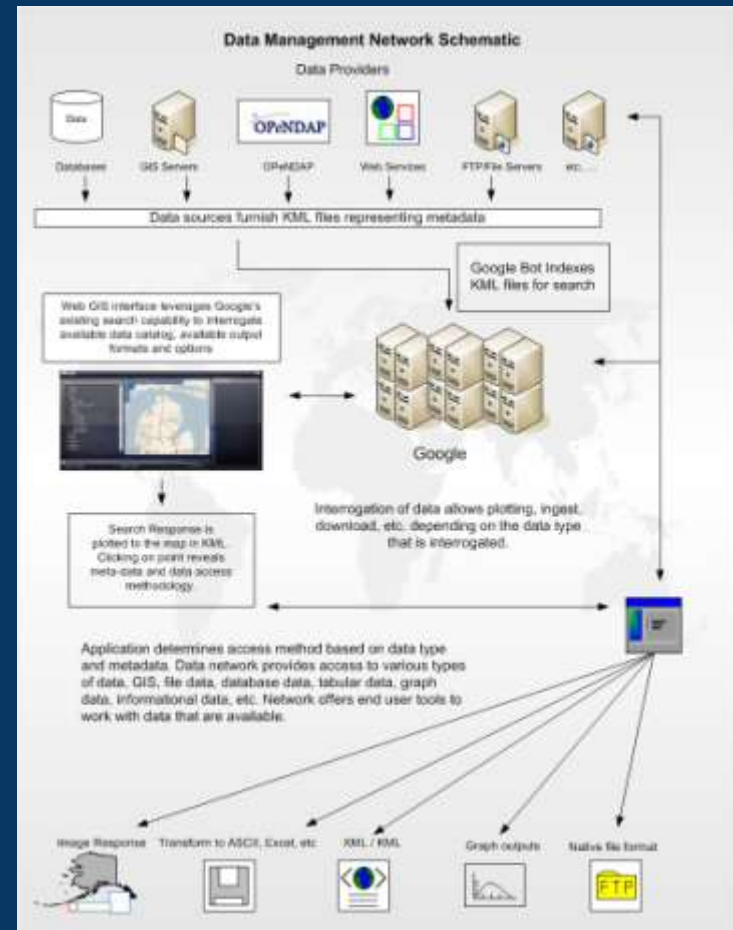 Data Management Network Schematic
Data Providers
Data
OPeNDAP
Databases
GIS Servers
OPeNDAP
Web Services
FTP/File Servers
etc....
Data sources furnish KML files representing metadata
Google Bot Indexes
KML files for search
Web GIS interface leverages Google's
existing search capability to interrogate
available data catalog, available output
formats and options
Google
Interrogation of data allows plotting, ingest,
download, etc. depending on the data type
that is interrogated.
Search Response is
plotted to the map in KML.
Clicking on point reveals
meta-data and data access
methodology.
Application determines access method based on data type
and metadata. Data network provides access to various types
of data, GIS, file data, database data, tabular data, graph
data, informational data, etc. Network offers end user tools to
work with data that are available.
Image Response
Transform to ASCII, Excel, etc
XML / KML
Graph outputs
Native file format
FTP